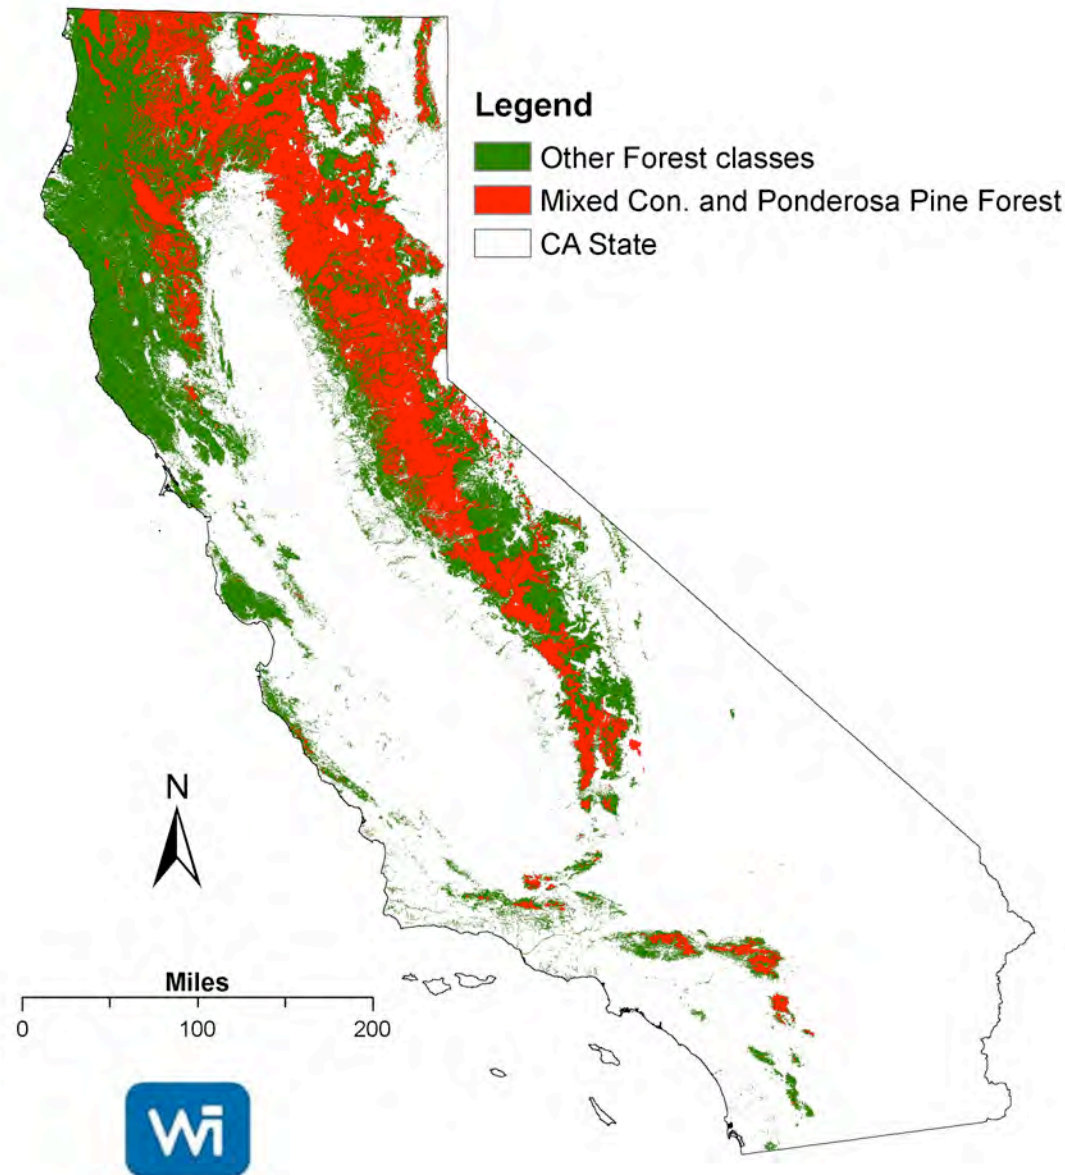 Legend
Other Forest classes
Mixed Con. and Ponderosa Pine Forest
CA State
N
Miles
0 100 200
Wi